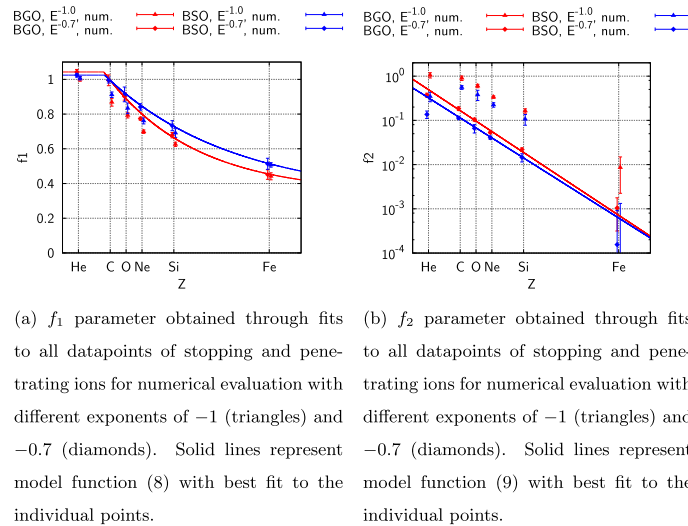 BGO, E^-1.0 num. BSO, E^-1.0 num.
BGO, E^-0.7, num. BSO, E^-0.7, num.
1
0.8
0.6
0.4
0.2
0
f1
He C O Ne Si Fe
Z
BGO, E^-1.0 num. BSO, E^-1.0 num.
BGO, E^-0.7, num. BSO, E^-0.7, num.
10^0
10^-1
10^-2
10^-3
10^-4
f2
He C O Ne Si Fe
Z
(a) f1 parameter obtained through fits
to all datapoints of stopping and pene-
trating ions for numerical evaluation with
different exponents of −1 (triangles) and
−0.7 (diamonds). Solid lines represent
model function (8) with best fit to the
individual points.
(b) f2 parameter obtained through fits
to all datapoints of stopping and pene-
trating ions for numerical evaluation with
different exponents of −1 (triangles) and
−0.7 (diamonds). Solid lines represent
model function (9) with best fit to the
individual points.